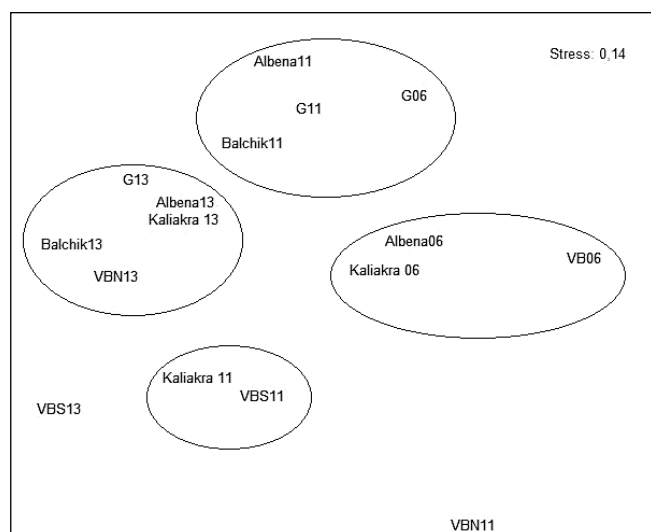 Stress: 0,14
Albena11
G06
G11
Balchik11
G13
Albena13
Kaliakra 13
Balchik13
VBN13
Albena06
VB06
Kaliakra 06
Kaliakra 11
VBS11
VBS13
VBN11